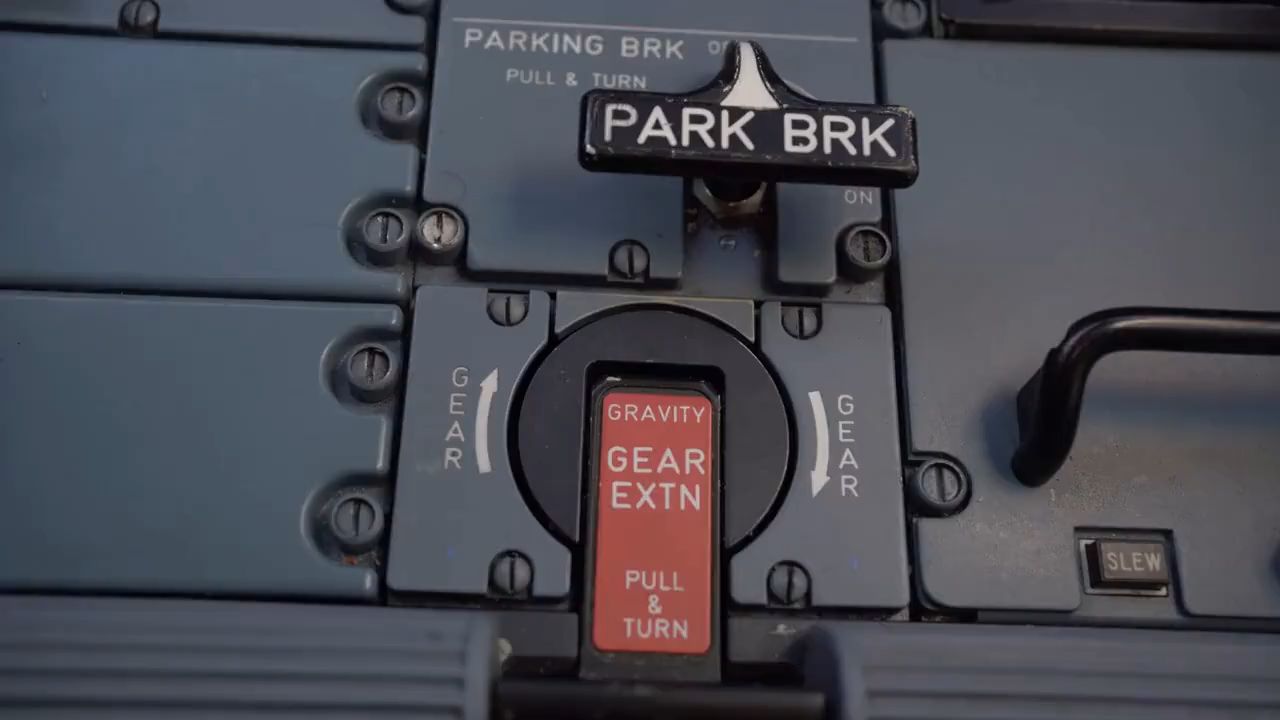 PARKING BRK
PULL & TURN
PARK BRK
ON
GEAR
GEAR
GRAVITY
GEAR
EXTN
PULL
&
TURN
SLEW